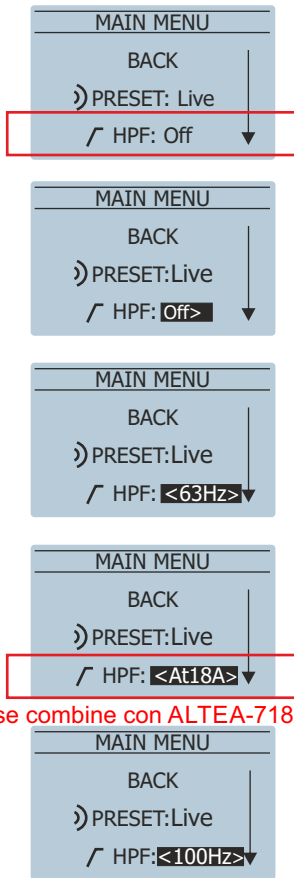 MAIN MENU
BACK
PRESET: Live
HPF: Off
MAIN MENU
BACK
PRESET:Live
HPF: Off>
MAIN MENU
BACK
PRESET:Live
HPF: <63Hz>
MAIN MENU
BACK
PRESET:Live
HPF: <At18A>
se combine con ALTEA-718
MAIN MENU
BACK
PRESET:Live
HPF:<100Hz>